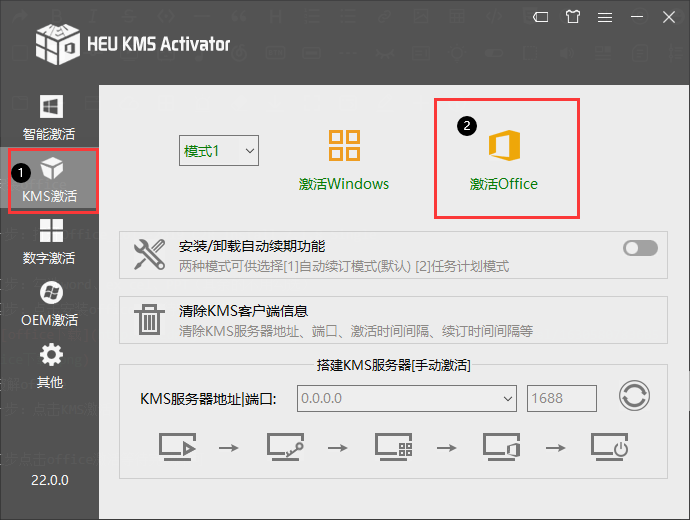 HEU KMS Activator
智能激活
1
KMS激活
数字激活
OEM激活
其他
22.0.0
模式1
激活Windows
2
激活Office
安装/卸载自动续期功能
两种模式可供选择[1]自动续订模式(默认) [2]任务计划模式
清除KMS客户端信息
清除KMS服务器地址、端口、激活时间间隔、续订时间间隔等
搭建KMS服务器[手动激活]
KMS服务器地址|端口:
0.0.0.0
1688